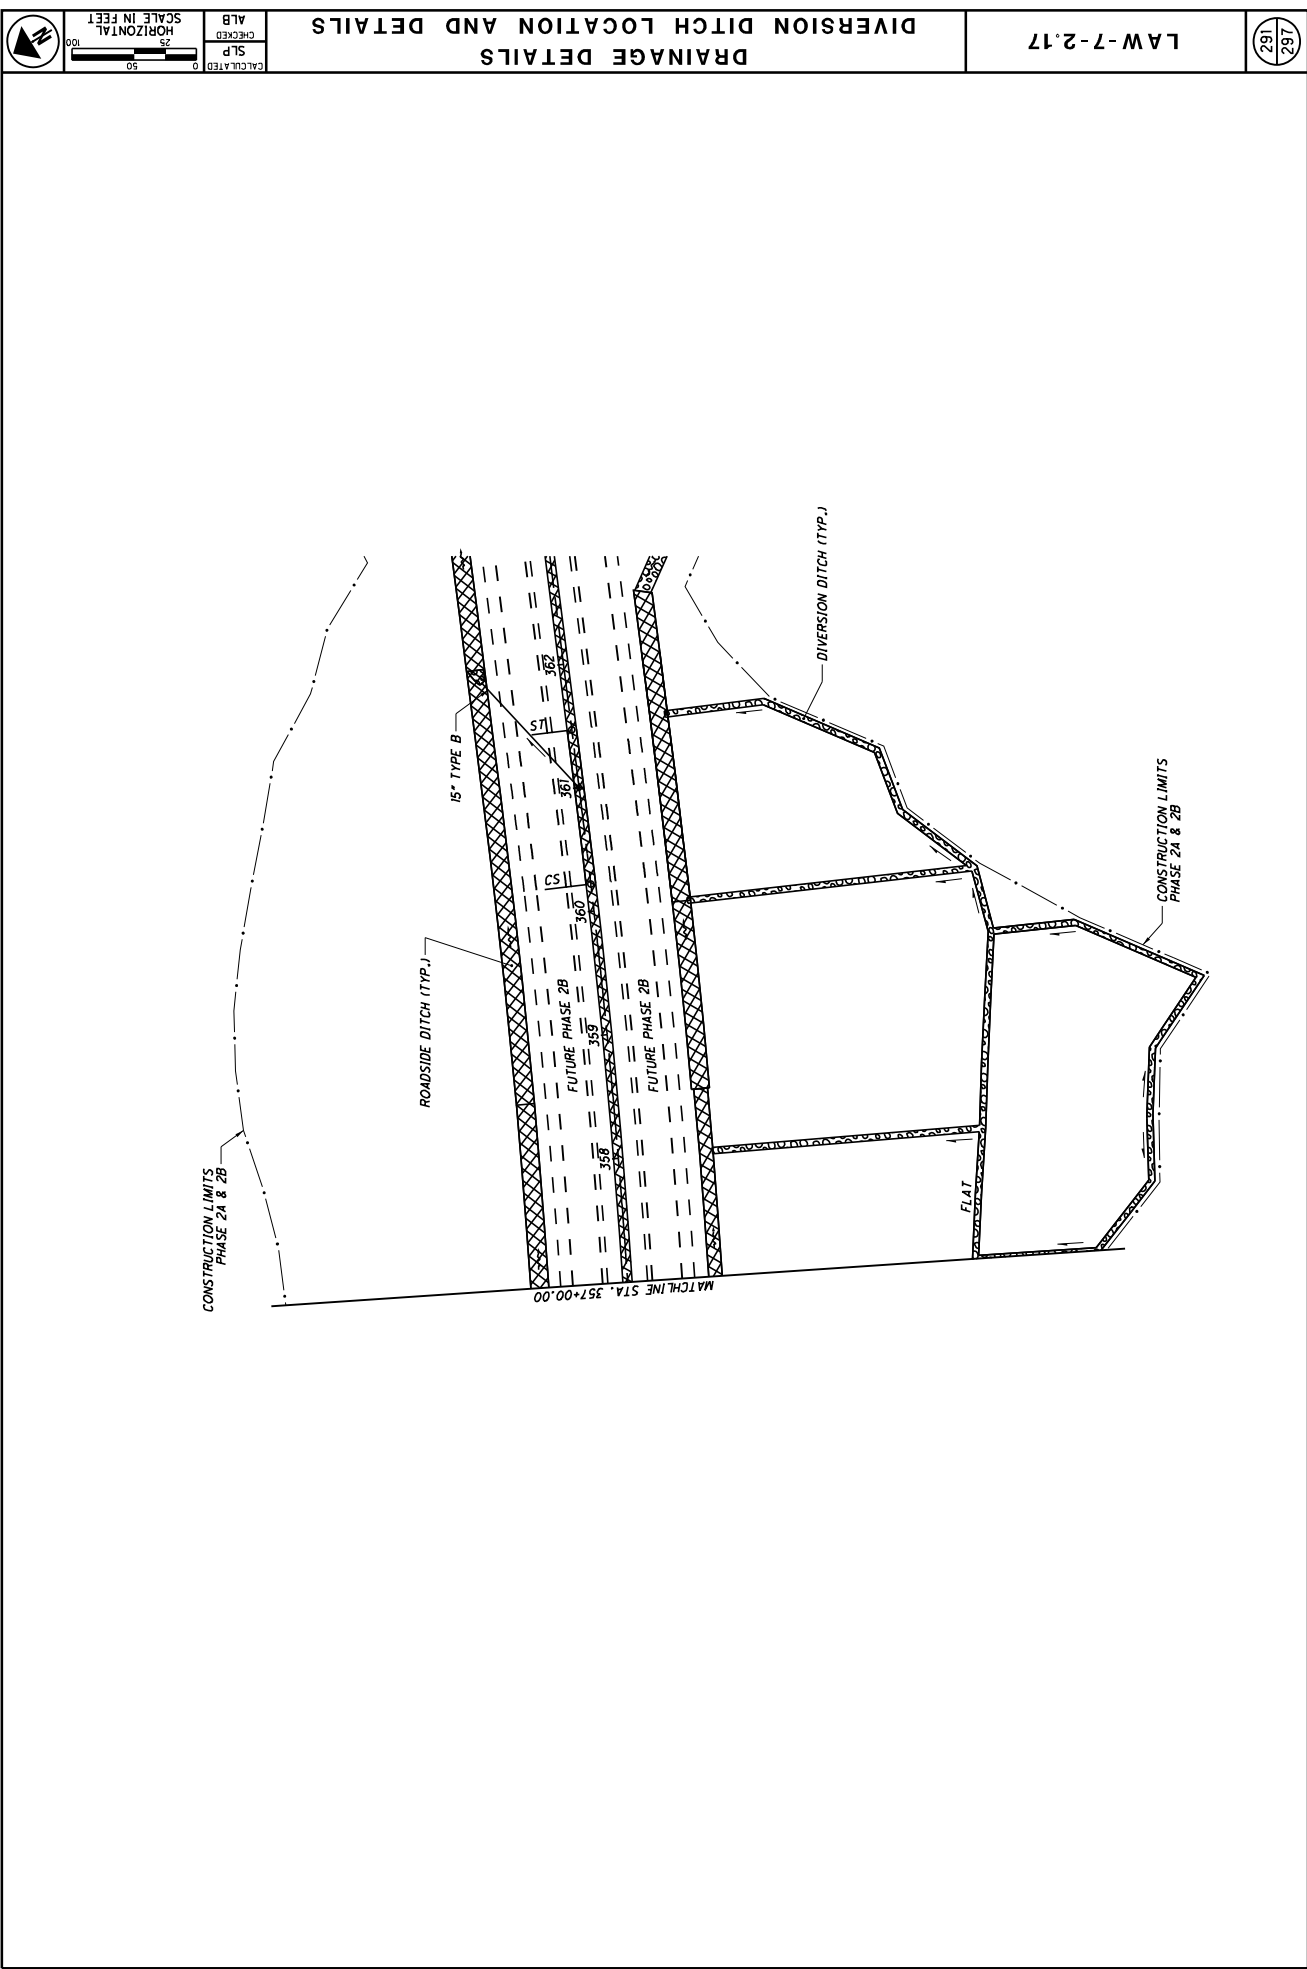 DRAINAGE DETAILS
DIVERSION DITCH LOCATION AND DETAILS
LAW-7-2.17
291
297
CALCULATED
SLP
CHECKED
ALB
0
50
25
100
HORIZONTAL
SCALE IN FEET
N
CONSTRUCTION LIMITS
PHASE 2A & 2B
ROADSIDE DITCH (TYP.)
15" TYPE B
DIVERSION DITCH (TYP.)
CONSTRUCTION LIMITS
PHASE 2A & 2B
FUTURE PHASE 2B
FUTURE PHASE 2B
358
359
360
361
362
CS
ST
FLAT
MATCHLINE STA. 357+00.00